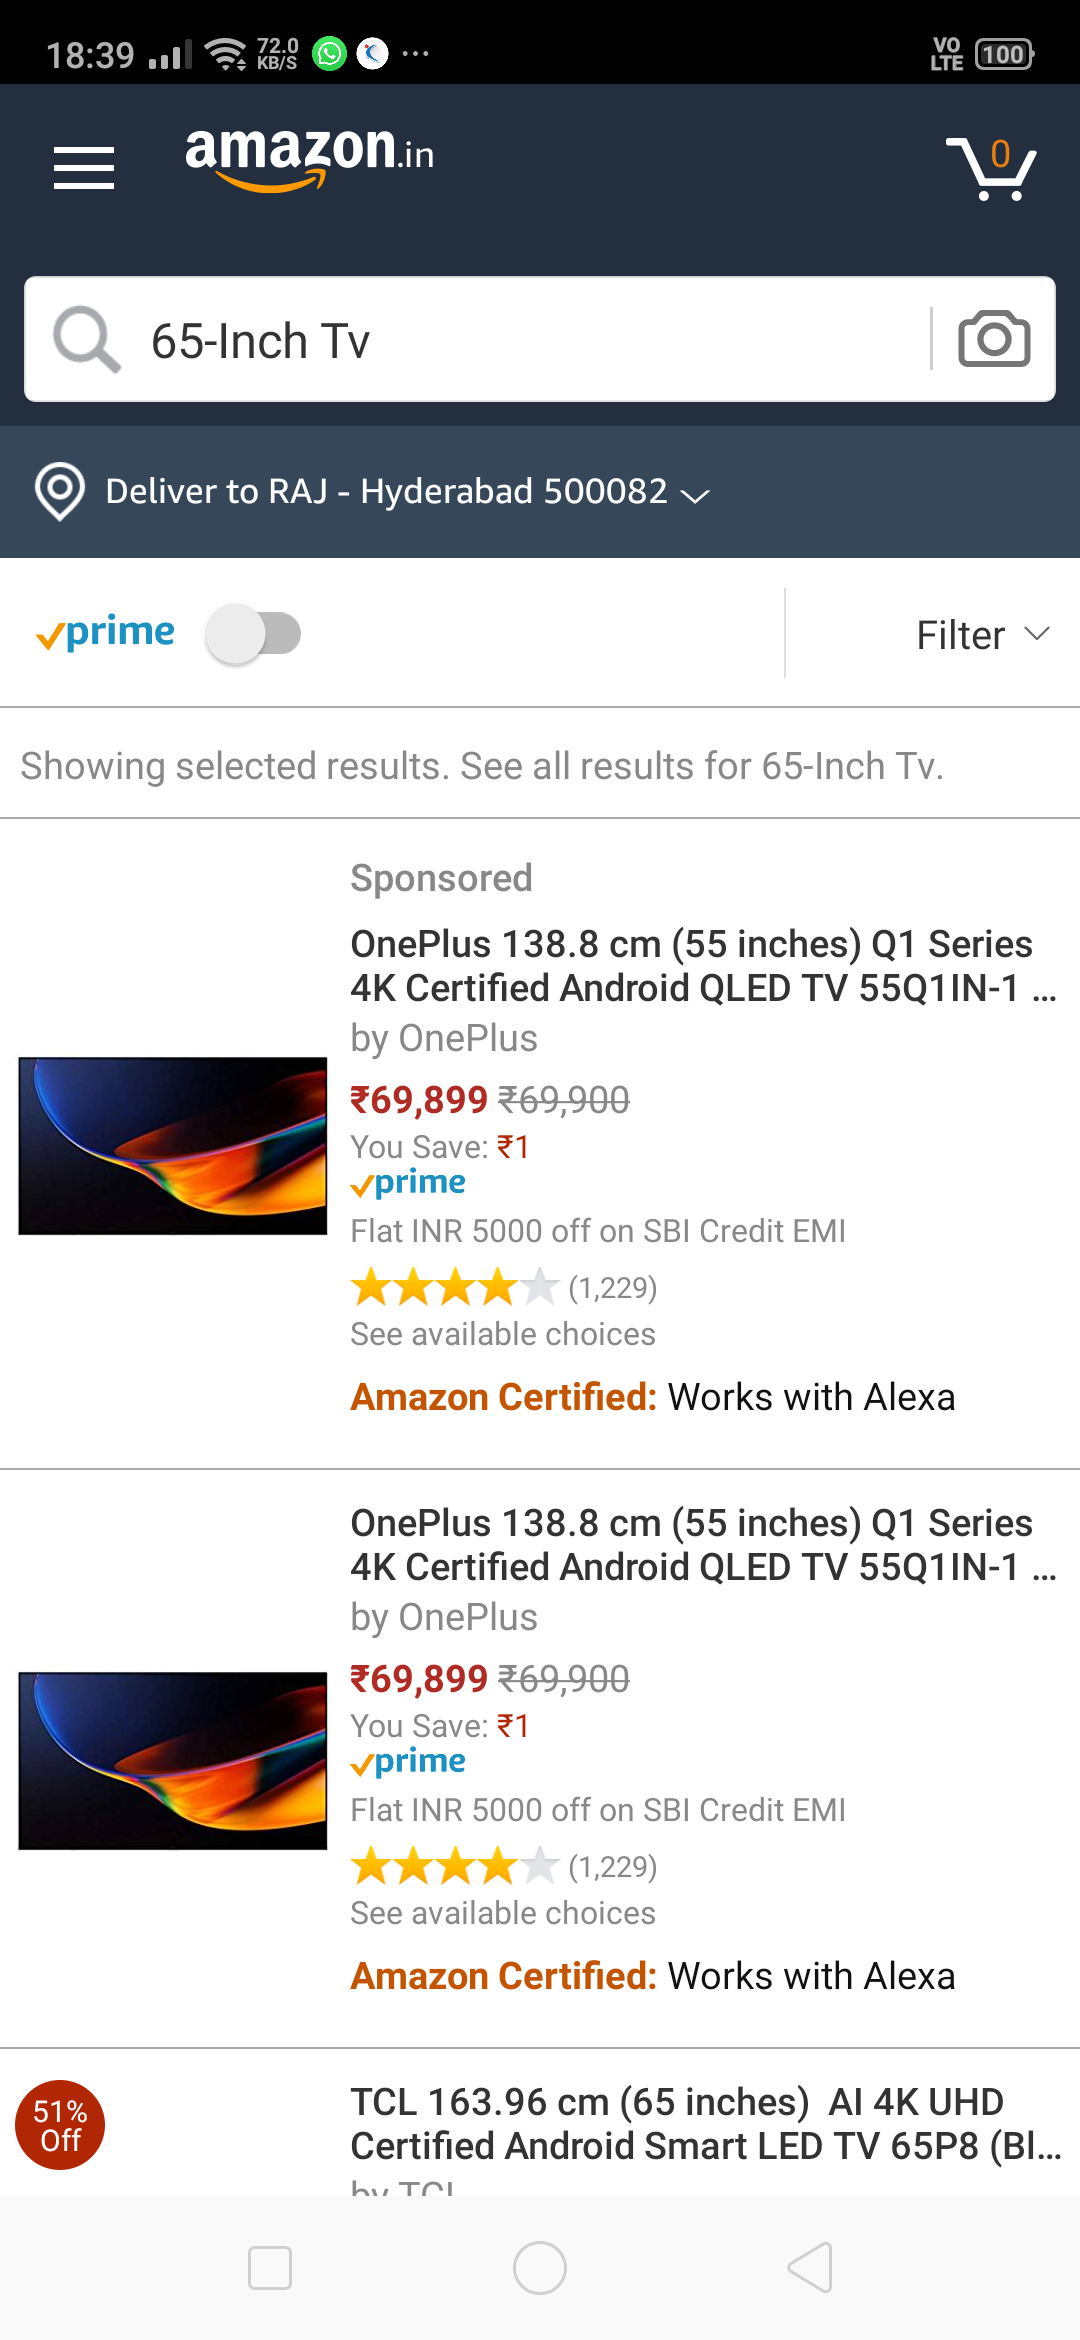 18:39 72.0 KB/S ... VO LTE 100
amazon.in 0
65-Inch Tv
Deliver to RAJ - Hyderabad 500082
prime Filter
Showing selected results. See all results for 65-Inch Tv.
Sponsored
OnePlus 138.8 cm (55 inches) Q1 Series
4K Certified Android QLED TV 55Q1IN-1 ...
by OnePlus
₹69,899 ₹69,900
You Save: ₹1
prime
Flat INR 5000 off on SBI Credit EMI
(1,229)
See available choices
Amazon Certified: Works with Alexa
OnePlus 138.8 cm (55 inches) Q1 Series
4K Certified Android QLED TV 55Q1IN-1 ...
by OnePlus
₹69,899 ₹69,900
You Save: ₹1
prime
Flat INR 5000 off on SBI Credit EMI
(1,229)
See available choices
Amazon Certified: Works with Alexa
51%
Off
TCL 163.96 cm (65 inches) AI 4K UHD
Certified Android Smart LED TV 65P8 (Bl...
by TCL